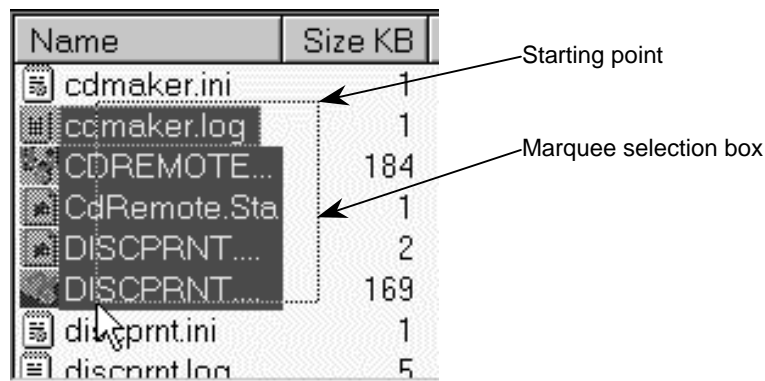 Name Size KB
Starting point
cdmaker.ini 1
cdmaker.log 1
Marquee selection box
CDREMOTE... 184
CdRemote.Sta 1
DISCPRNT.... 2
DISCPRNT.... 169
discprnt.ini 1
discprnt.log 5